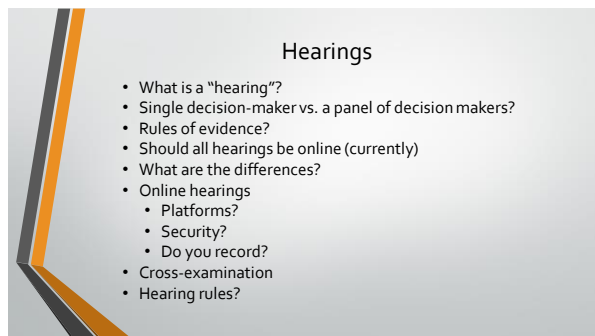 Hearings
• What is a “hearing”?
• Single decision-maker vs. a panel of decision makers?
• Rules of evidence?
• Should all hearings be online (currently)
• What are the differences?
• Online hearings
• Platforms?
• Security?
• Do you record?
• Cross-examination
• Hearing rules?